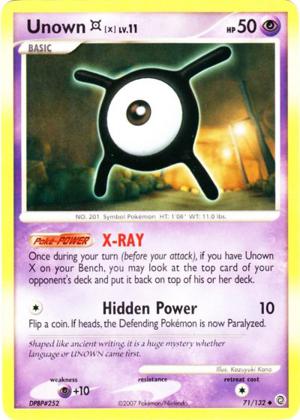 Unown [X] LV.11 HP 50
BASIC
NO. 201 Symbol Pokémon HT: 1'08" WT: 11.0 lbs.
Poké-POWER X-RAY
Once during your turn (before your attack), if you have Unown
X on your Bench, you may look at the top card of your
opponent's deck and put it back on top of his or her deck.
Hidden Power 10
Flip a coin. If heads, the Defending Pokémon is now Paralyzed.
Shaped like ancient writing, it is a huge mystery whether
language or UNOWN came first.
Illus. Kazuyuki Kano
weakness resistance retreat cost
+10
DPBP#252 ©2007 Pokémon/Nintendo 71/132